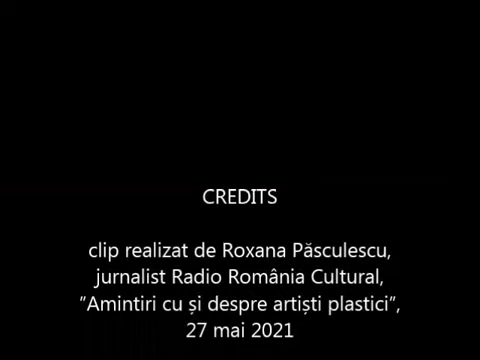 CREDITS
clip realizat de Roxana Păsculescu,
jurnalist Radio România Cultural,
”Amintiri cu și despre artiști plastici”,
27 mai 2021